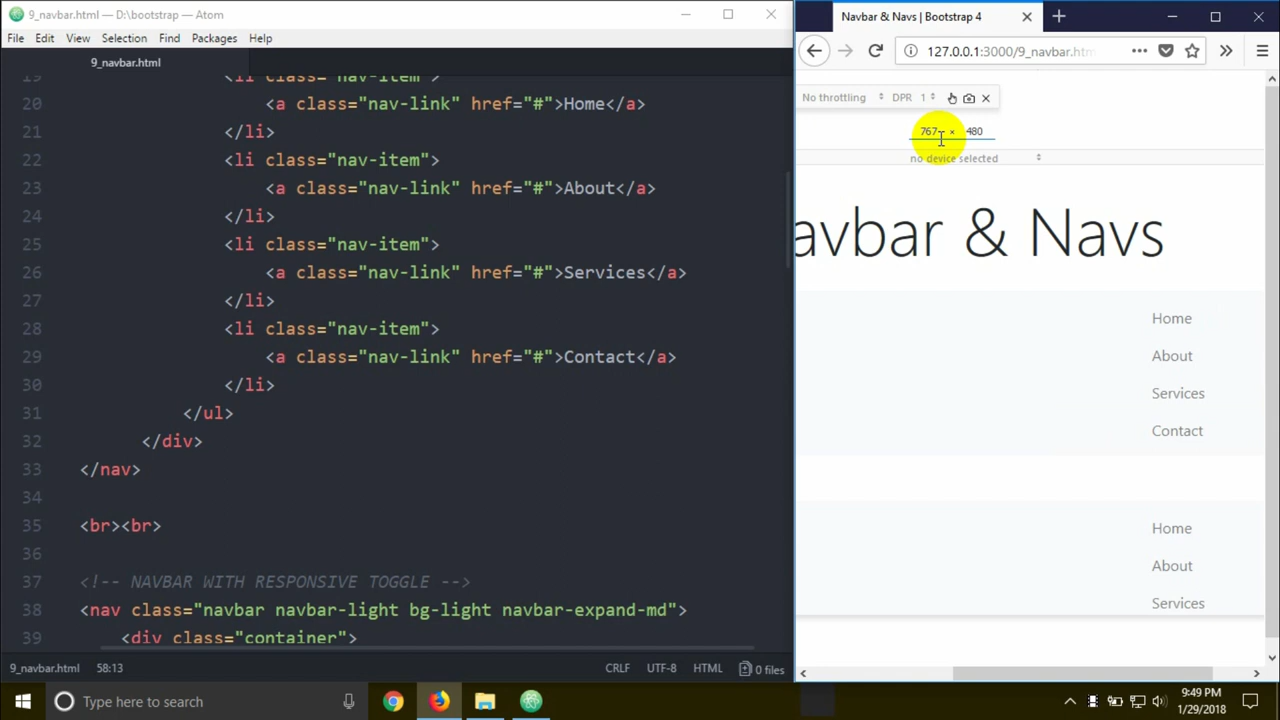 9_navbar.html — D:\bootstrap — Atom
File Edit View Selection Find Packages Help
9_navbar.html
19 <li class="nav-item">
20 <a class="nav-link" href="#">Home</a>
21 </li>
22 <li class="nav-item">
23 <a class="nav-link" href="#">About</a>
24 </li>
25 <li class="nav-item">
26 <a class="nav-link" href="#">Services</a>
27 </li>
28 <li class="nav-item">
29 <a class="nav-link" href="#">Contact</a>
30 </li>
31 </ul>
32 </div>
33 </nav>
34
35 <br><br>
36
37 <!-- NAVBAR WITH RESPONSIVE TOGGLE -->
38 <nav class="navbar navbar-light bg-light navbar-expand-md">
39 <div class="container">
9_navbar.html 58:13 CRLF UTF-8 HTML 0 files
Navbar & Navs | Bootstrap 4
127.0.0.1:3000/9_navbar.htm
No throttling DPR 1
767 × 480
no device selected
avbar & Navs
Home
About
Services
Contact
Home
About
Services
Type here to search
9:49 PM
1/29/2018